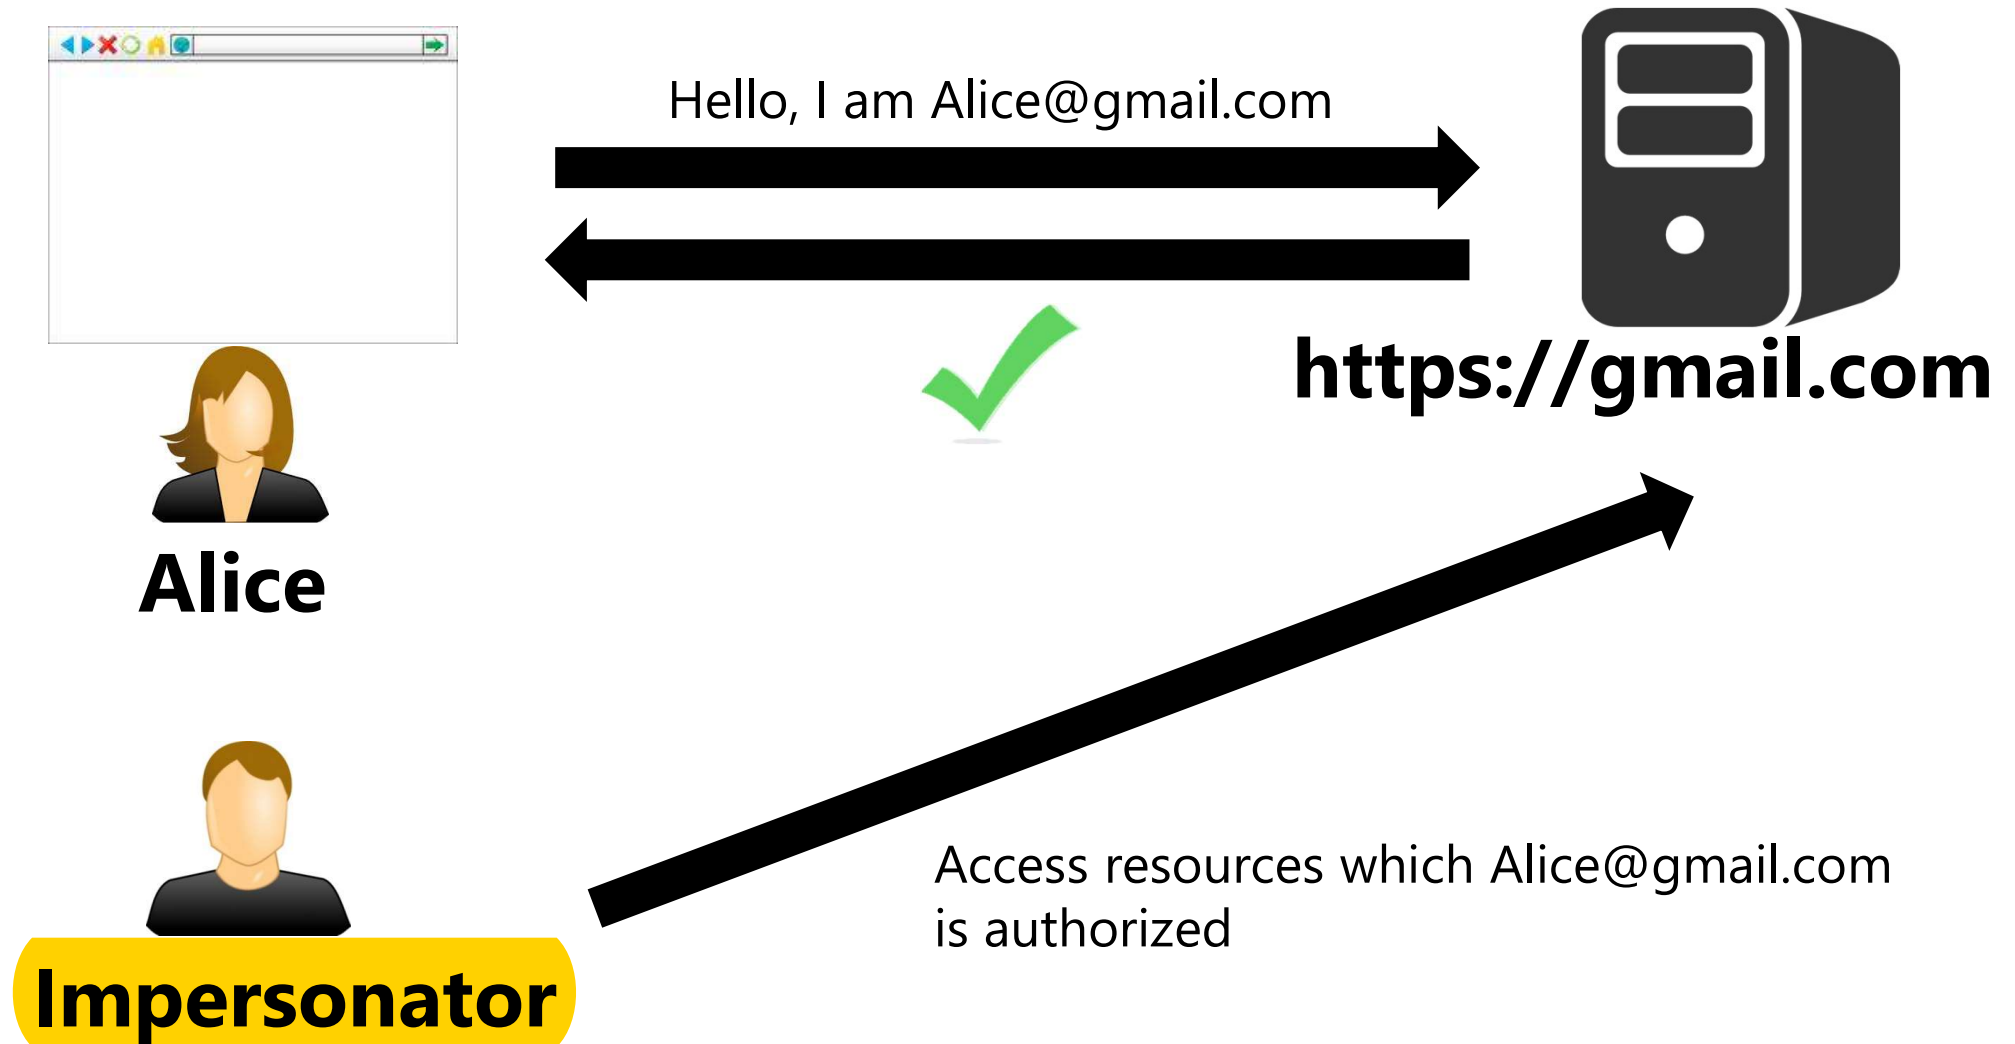 Hello, I am Alice@gmail.com
https://gmail.com
Alice
Access resources which Alice@gmail.com
is authorized
Impersonator